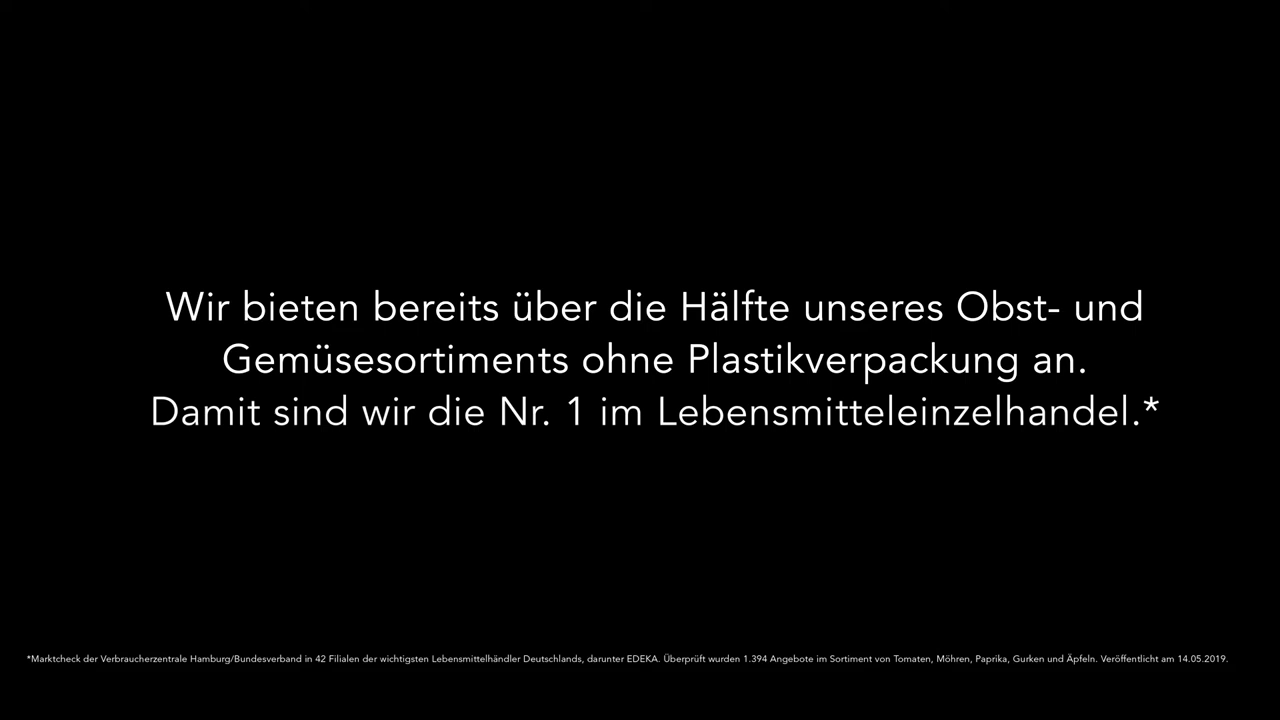 Wir bieten bereits über die Hälfte unseres Obst- und
Gemüsesortiments ohne Plastikverpackung an.
Damit sind wir die Nr. 1 im Lebensmitteleinzelhandel.*
*Marktcheck der Verbraucherzentrale Hamburg/Bundesverband in 42 Filialen der wichtigsten Lebensmittelhändler Deutschlands, darunter EDEKA. Überprüft wurden 1.394 Angebote im Sortiment von Tomaten, Möhren, Paprika, Gurken und Äpfeln. Veröffentlicht am 14.05.2019.